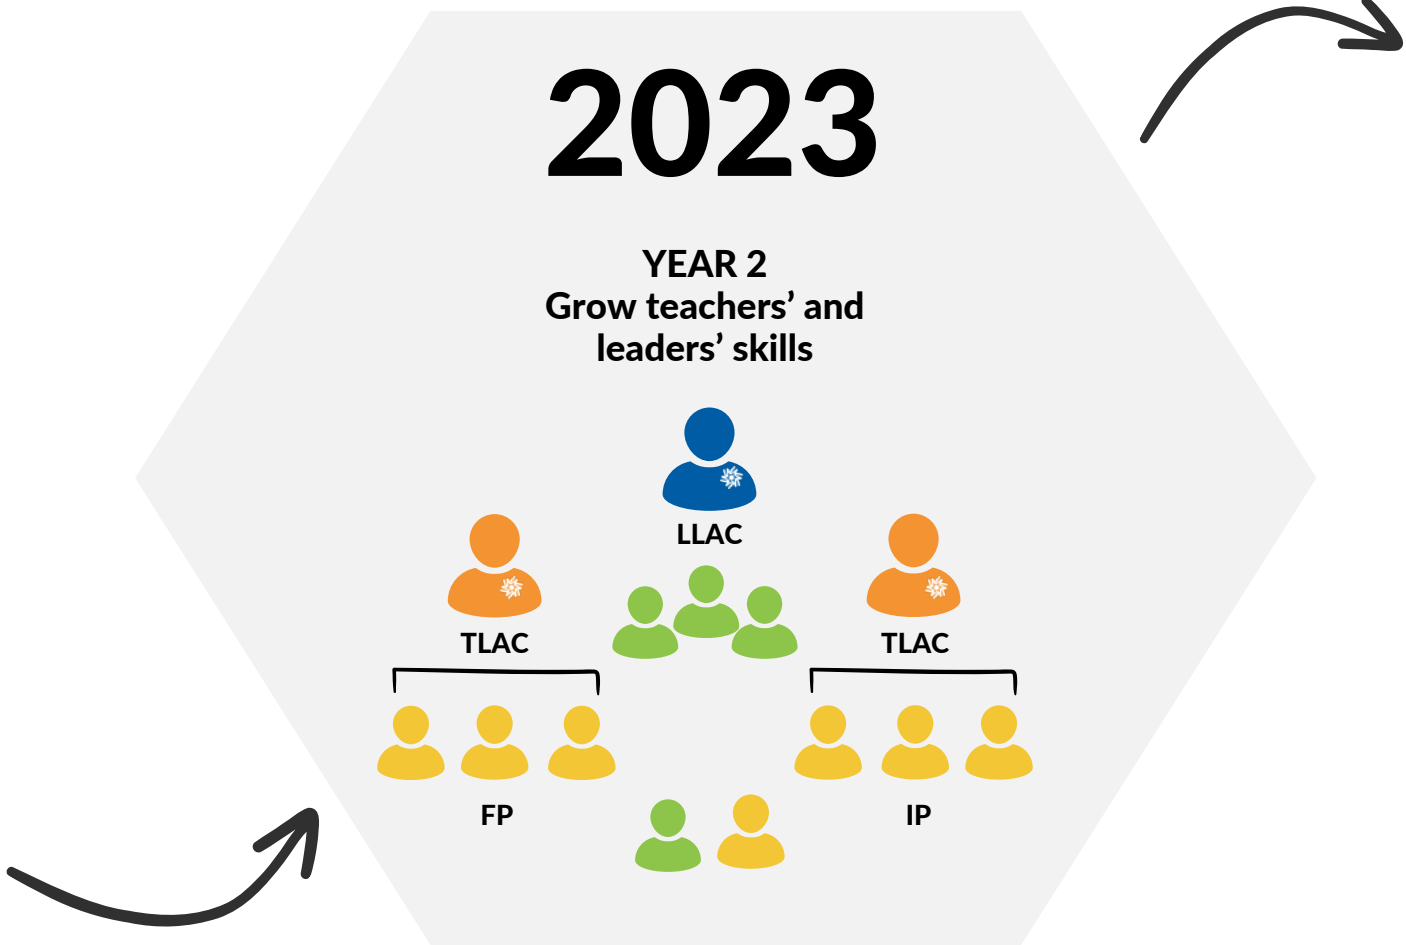 2023
YEAR 2
Grow teachers’ and
leaders’ skills
LLAC
TLAC
TLAC
FP
IP